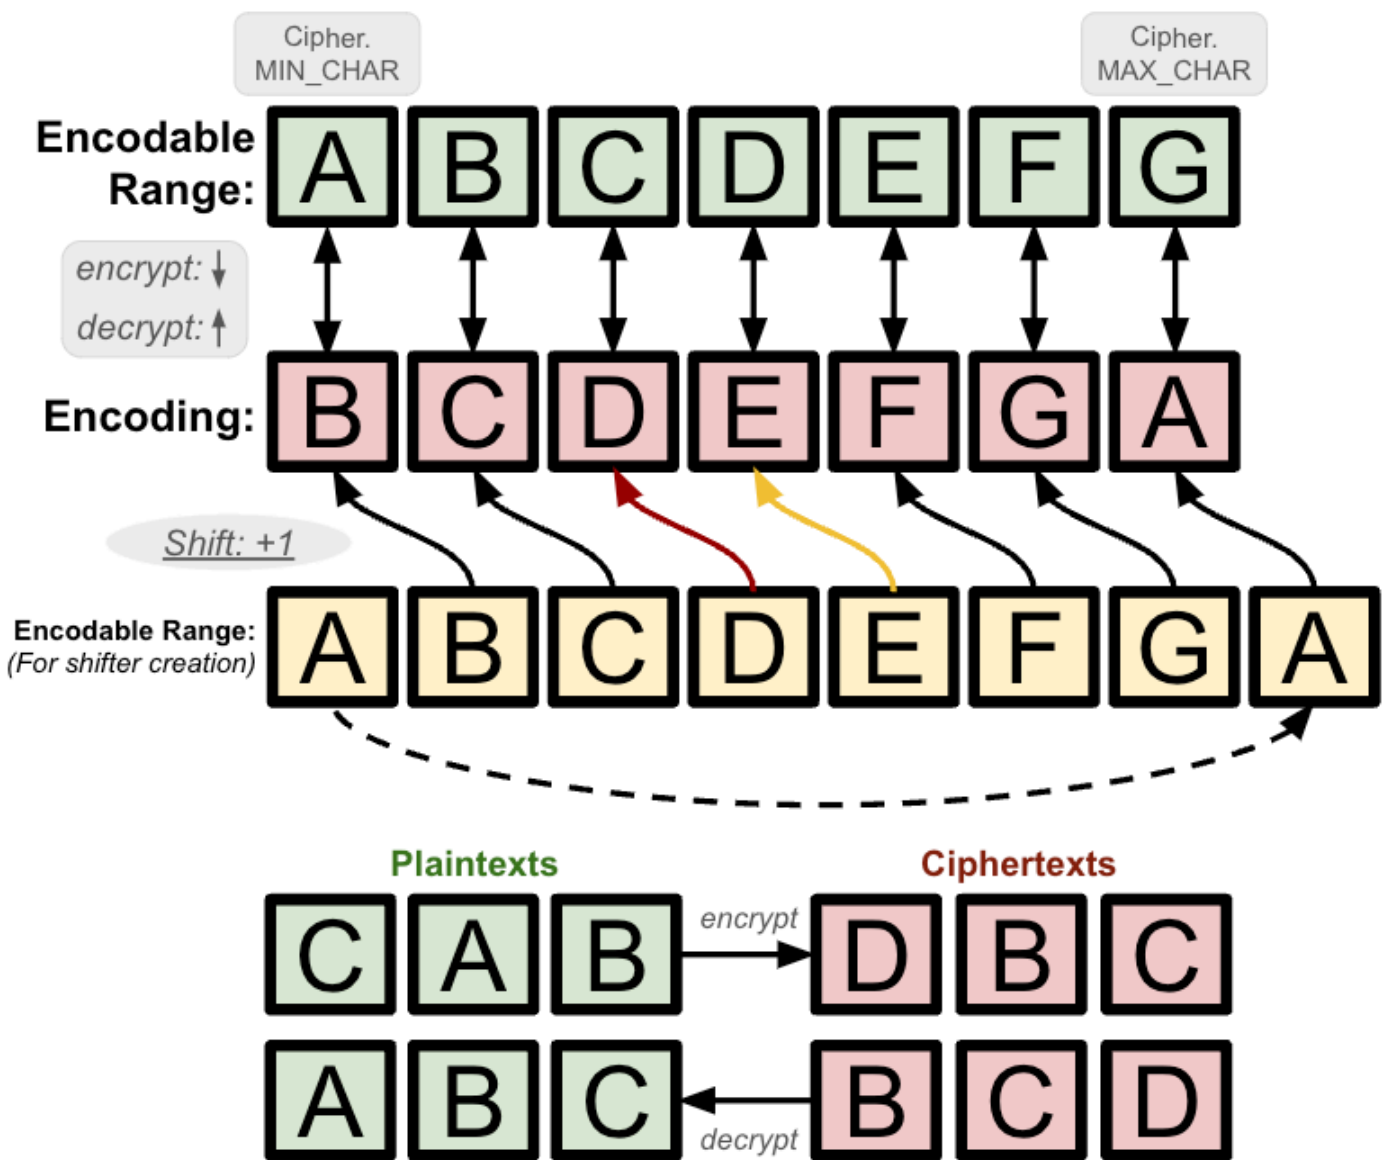 Cipher.
MIN_CHAR
Cipher.
MAX_CHAR
Encodable
Range:
A B C D E F G
encrypt:
decrypt:
Encoding:
B C D E F G A
Shift: +1
Encodable Range:
(For shifter creation)
A B C D E F G A
Plaintexts
Ciphertexts
C A B
encrypt
D B C
A B C
decrypt
B C D